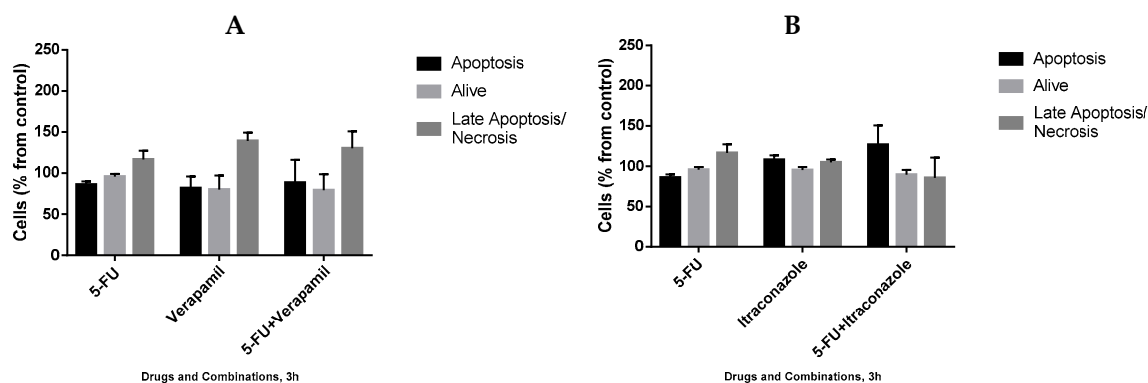 A
Cells (% from control)
250
200
150
100
50
0
5-FU
Verapamil
5-FU+Verapamil
Drugs and Combinations, 3h
Apoptosis
Alive
Late Apoptosis/
Necrosis
B
Cells (% from control)
250
200
150
100
50
0
5-FU
Itraconazole
5-FU+Itraconazole
Drugs and Combinations, 3h
Apoptosis
Alive
Late Apoptosis/
Necrosis